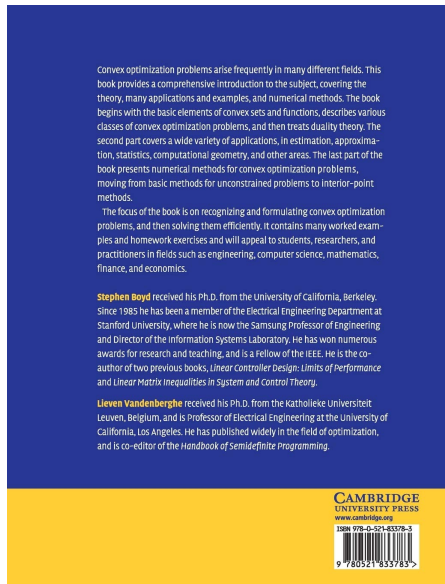 Convex optimization problems arise frequently in many different fields. This
book provides a comprehensive introduction to the subject, covering the
theory, many applications and examples, and numerical methods. The book
begins with the basic elements of convex sets and functions, describes various
classes of convex optimization problems, and then treats duality theory. The
second part covers a wide variety of applications, in estimation, approxima-
tion, statistics, computational geometry, and other areas. The last part of the
book presents numerical methods for convex optimization problems,
moving from basic methods for unconstrained problems to interior-point
methods.
The focus of the book is on recognizing and formulating convex optimization
problems, and then solving them efficiently. It contains many worked exam-
ples and homework exercises and will appeal to students, researchers, and
practitioners in fields such as engineering, computer science, mathematics,
finance, and economics.
Stephen Boyd received his Ph.D. from the University of California, Berkeley.
Since 1985 he has been a member of the Electrical Engineering Department at
Stanford University, where he is now the Samsung Professor of Engineering
and Director of the Information Systems Laboratory. He has won numerous
awards for research and teaching, and is a Fellow of the IEEE. He is the co-
author of two previous books, Linear Controller Design: Limits of Performance
and Linear Matrix Inequalities in System and Control Theory.
Lieven Vandenberghe received his Ph.D. from the Katholieke Universiteit
Leuven, Belgium, and is Professor of Electrical Engineering at the University of
California, Los Angeles. He has published widely in the field of optimization,
and is co-editor of the Handbook of Semidefinite Programming.
CAMBRIDGE
UNIVERSITY PRESS
www.cambridge.org
ISBN 978-0-521-83378-3
9 780521 833783 >